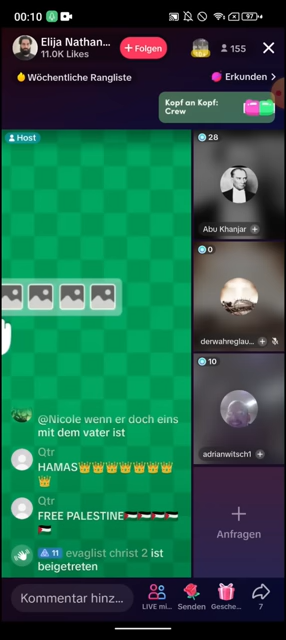 00:10
97
Elija Nathan...
11.0K Likes
+ Folgen
155
Wöchentliche Rangliste
Erkunden >
Kopf an Kopf:
Crew
Host
28
Abu Khanjar +
0
derwahreglau... +
10
adrianwitsch1 +
@Nicole wenn er doch eins
mit dem vater ist
Qtr
HAMAS👑👑👑👑👑👑👑
👑
Qtr
FREE PALESTINE🇵🇸🇵🇸🇵🇸🇵🇸
🇵🇸
11 evaglist christ 2 ist
beigetreten
+
Anfragen
Kommentar hinz...
LIVE mi...
Senden
Gesche...
7